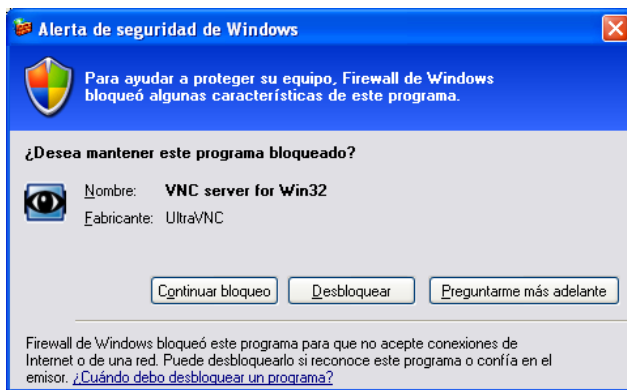 Alerta de seguridad de Windows
Para ayudar a proteger su equipo, Firewall de Windows
bloqueó algunas características de este programa.
¿Desea mantener este programa bloqueado?
Nombre: VNC server for Win32
Fabricante: UltraVNC
Continuar bloqueo Desbloquear Preguntarme más adelante
Firewall de Windows bloqueó este programa para que no acepte conexiones de
Internet o de una red. Puede desbloquearlo si reconoce este programa o confía en el
emisor. ¿Cuándo debo desbloquear un programa?